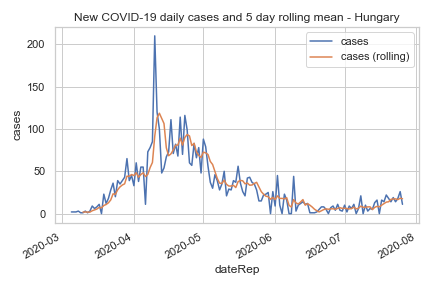 New COVID-19 daily cases and 5 day rolling mean - Hungary
cases
cases (rolling)
200
150
100
50
0
cases
2020-03
2020-04
2020-05
2020-06
2020-07
2020-08
dateRep